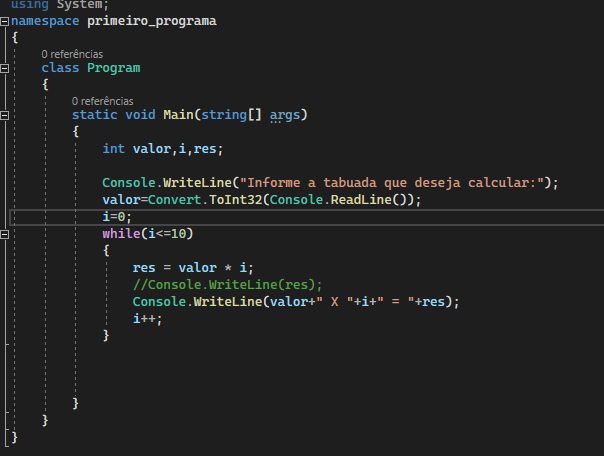 using System;
namespace primeiro_programa
{
0 referências
class Program
{
0 referências
static void Main(string[] args)
{
int valor,i,res;
Console.WriteLine("Informe a tabuada que deseja calcular:");
valor=Convert.ToInt32(Console.ReadLine());
i=0;
while(i<=10)
{
res = valor * i;
//Console.WriteLine(res);
Console.WriteLine(valor+" X "+i+" = "+res);
i++;
}
}
}
}